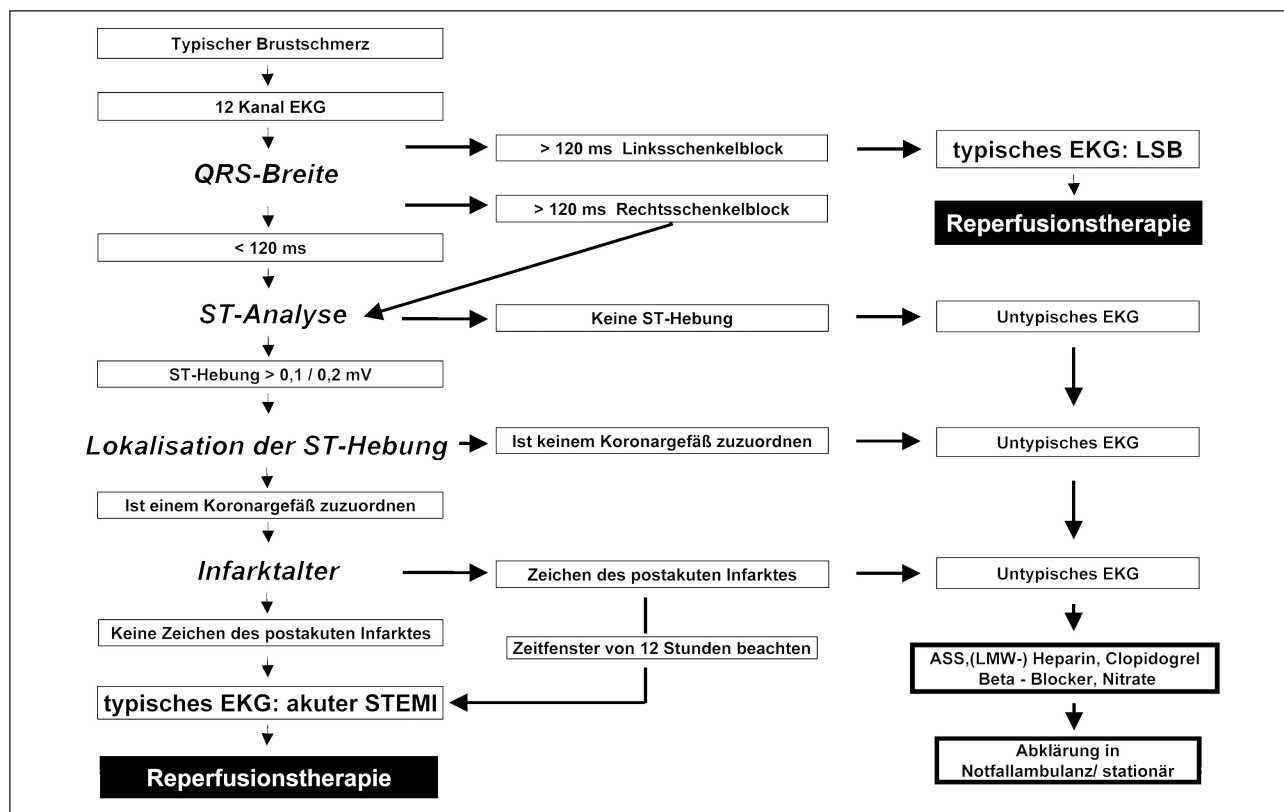 Typischer Brustschmerz
12 Kanal EKG
> 120 ms Linksschenkelblock
typisches EKG: LSB
QRS-Breite
> 120 ms Rechtsschenkelblock
Reperfusionstherapie
< 120 ms
ST-Analyse
Keine ST-Hebung
Untypisches EKG
ST-Hebung > 0,1 / 0,2 mV
Lokalisation der ST-Hebung
Ist keinem Koronargefäß zuzuordnen
Untypisches EKG
Ist einem Koronargefäß zuzuordnen
Infarktalter
Zeichen des postakuten Infarktes
Untypisches EKG
Keine Zeichen des postakuten Infarktes
Zeitfenster von 12 Stunden beachten
ASS,(LMW-) Heparin, Clopidogrel
Beta - Blocker, Nitrate
typisches EKG: akuter STEMI
Reperfusionstherapie
Abklärung in
Notfallambulanz/ stationär